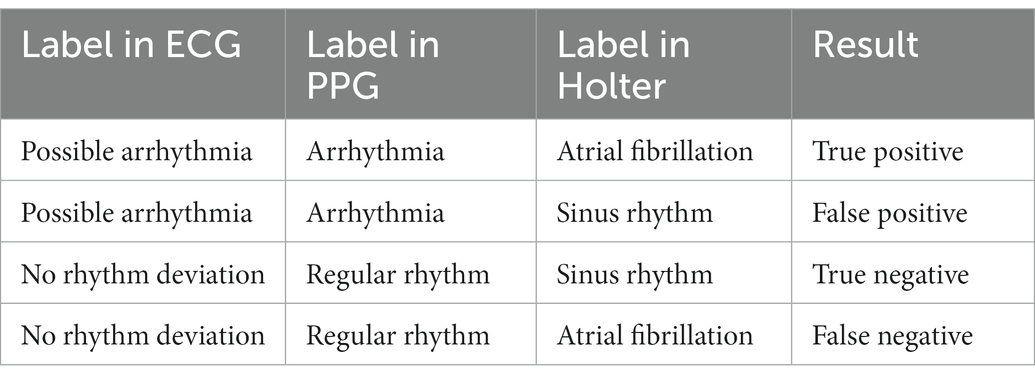 Label in ECG Label in PPG Label in Holter Result
Possible arrhythmia Arrhythmia Atrial fibrillation True positive
Possible arrhythmia Arrhythmia Sinus rhythm False positive
No rhythm deviation Regular rhythm Sinus rhythm True negative
No rhythm deviation Regular rhythm Atrial fibrillation False negative